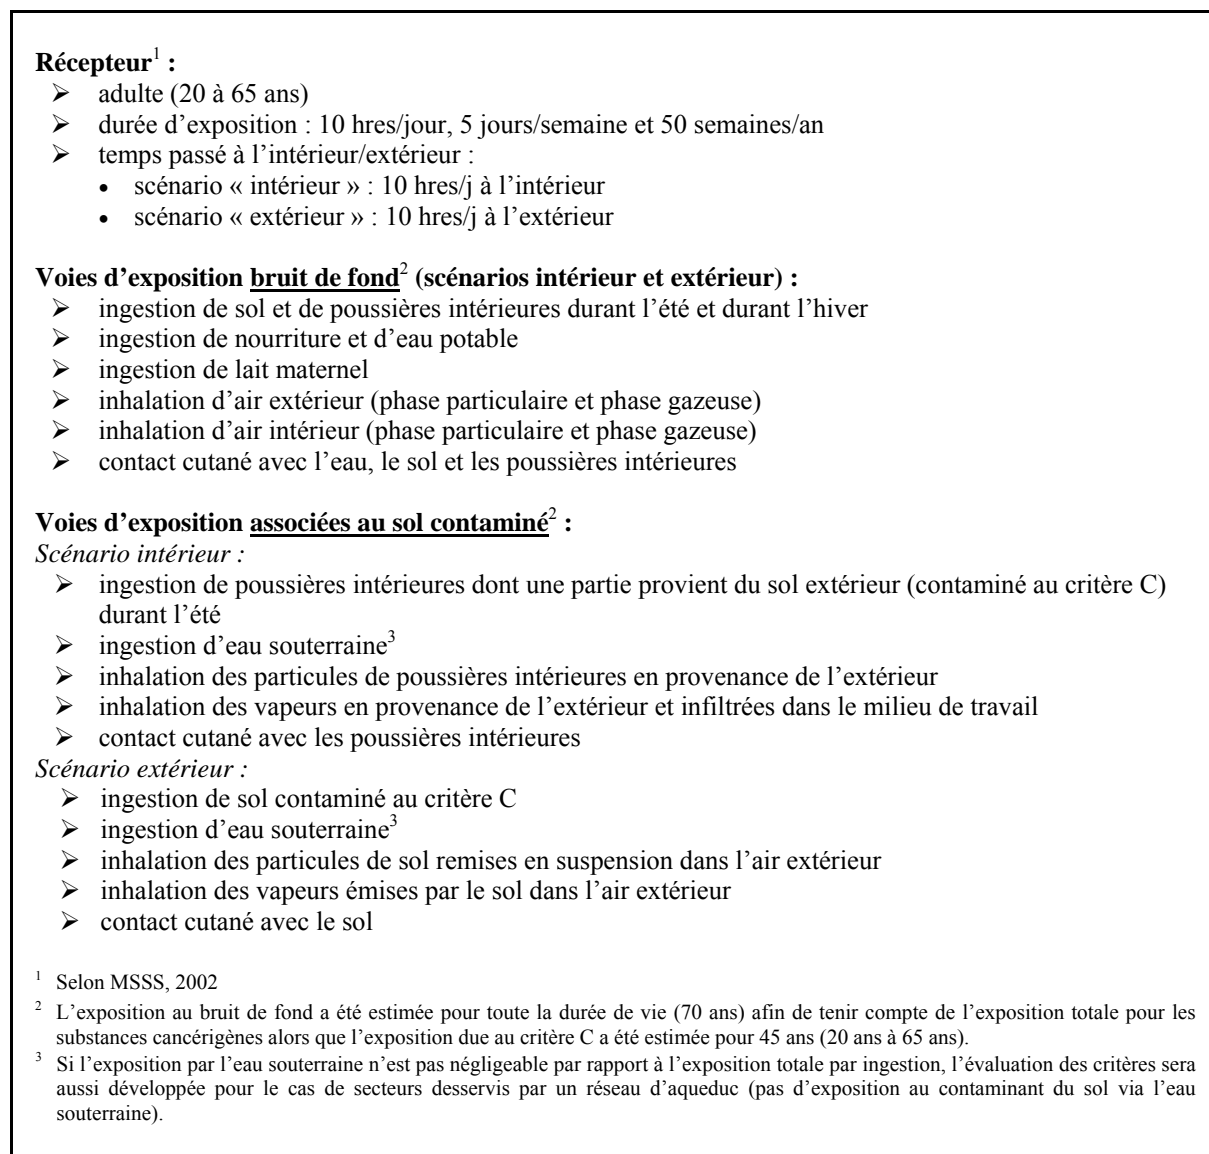 Récepteur¹ :
➢ adulte (20 à 65 ans)
➢ durée d’exposition : 10 hres/jour, 5 jours/semaine et 50 semaines/an
➢ temps passé à l’intérieur/extérieur :
• scénario « intérieur » : 10 hres/j à l’intérieur
• scénario « extérieur » : 10 hres/j à l’extérieur
Voies d’exposition bruit de fond² (scénarios intérieur et extérieur) :
➢ ingestion de sol et de poussières intérieures durant l’été et durant l’hiver
➢ ingestion de nourriture et d’eau potable
➢ ingestion de lait maternel
➢ inhalation d’air extérieur (phase particulaire et phase gazeuse)
➢ inhalation d’air intérieur (phase particulaire et phase gazeuse)
➢ contact cutané avec l’eau, le sol et les poussières intérieures
Voies d’exposition associées au sol contaminé² :
Scénario intérieur :
➢ ingestion de poussières intérieures dont une partie provient du sol extérieur (contaminé au critère C)
durant l’été
➢ ingestion d’eau souterraine³
➢ inhalation des particules de poussières intérieures en provenance de l’extérieur
➢ inhalation des vapeurs en provenance de l’extérieur et infiltrées dans le milieu de travail
➢ contact cutané avec les poussières intérieures
Scénario extérieur :
➢ ingestion de sol contaminé au critère C
➢ ingestion d’eau souterraine³
➢ inhalation des particules de sol remises en suspension dans l’air extérieur
➢ inhalation des vapeurs émises par le sol dans l’air extérieur
➢ contact cutané avec le sol
¹ Selon MSSS, 2002
² L’exposition au bruit de fond a été estimée pour toute la durée de vie (70 ans) afin de tenir compte de l’exposition totale pour les
substances cancérigènes alors que l’exposition due au critère C a été estimée pour 45 ans (20 ans à 65 ans).
³ Si l’exposition par l’eau souterraine n’est pas négligeable par rapport à l’exposition totale par ingestion, l’évaluation des critères sera
aussi développée pour le cas de secteurs desservis par un réseau d’aqueduc (pas d’exposition au contaminant du sol via l’eau
souterraine).